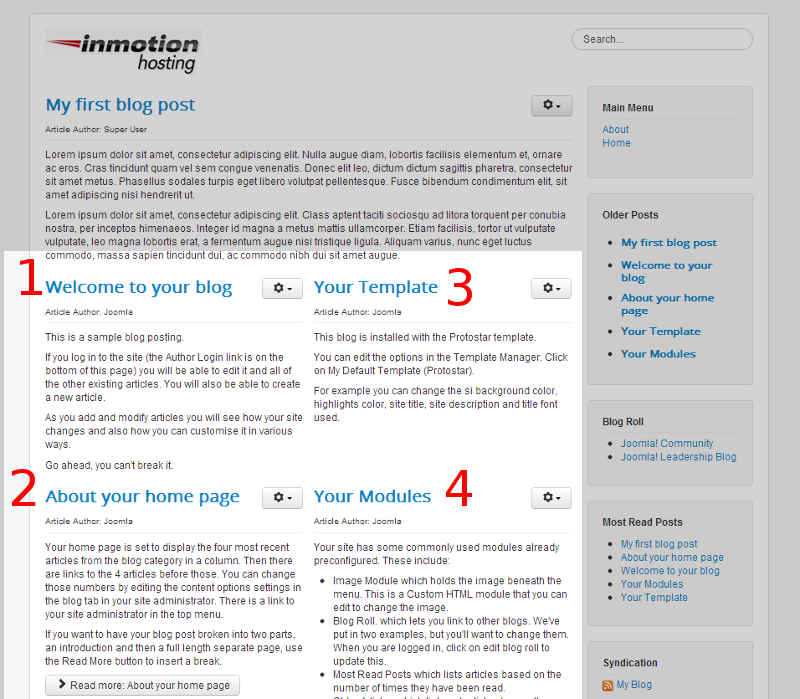 inmotion
hosting
Search...
My first blog post
Article Author: Super User
Lorem ipsum dolor sit amet, consectetur adipiscing elit. Nulla augue diam, lobortis facilisis elementum et, ornare
ac eros. Cras tincidunt quam vel sem congue venenatis. Donec elit leo, dictum dictum sagittis pharetra, consectetur
sit amet metus. Phasellus sodales turpis eget libero volutpat pellentesque. Fusce bibendum condimentum elit, sit
amet adipiscing nisi hendrerit ut.
Lorem ipsum dolor sit amet, consectetur adipiscing elit. Class aptent taciti sociosqu ad litora torquent per conubia
nostra, per inceptos himenaeos. Integer id magna a metus mattis ullamcorper. Etiam facilisis, tortor ut vulputate
vulputate, leo magna lobortis erat, a fermentum augue nisi tristique ligula. Aliquam varius, nunc eget luctus
commodo, massa sapien tincidunt dui, ac commodo nibh dui sit amet augue.
1
Welcome to your blog
Article Author: Joomla
This is a sample blog posting.
If you log in to the site (the Author Login link is on the
bottom of this page) you will be able to edit it and all of
the other existing articles. You will also be able to create
a new article.
As you add and modify articles you will see how your site
changes and also how you can customise it in various
ways.
Go ahead, you can't break it.
2
About your home page
Article Author: Joomla
Your home page is set to display the four most recent
articles from the blog category in a column. Then there
are links to the 4 articles before those. You can change
those numbers by editing the content options settings in
the blog tab in your site administrator. There is a link to
your site administrator in the top menu.
If you want to have your blog post broken into two parts,
an introduction and then a full length separate page, use
the Read More button to insert a break.
Read more: About your home page
Your Template
3
Article Author: Joomla
This blog is installed with the Protostar template.
You can edit the options in the Template Manager. Click
on My Default Template (Protostar).
For example you can change the si background color,
highlights color, site title, site description and title font
used.
Your Modules
4
Article Author: Joomla
Your site has some commonly used modules already
preconfigured. These include:
Image Module which holds the image beneath the
menu. This is a Custom HTML module that you can
edit to change the image.
Blog Roll. which lets you link to other blogs. We've
put in two examples, but you'll want to change them.
When you are logged in, click on edit blog roll to
update this.
Most Read Posts which lists articles based on the
number of times they have been read.
Main Menu
About
Home
Older Posts
My first blog post
Welcome to your
blog
About your home
page
Your Template
Your Modules
Blog Roll
Joomla! Community
Joomla! Leadership Blog
Most Read Posts
My first blog post
About your home page
Welcome to your blog
Your Modules
Your Template
Syndication
My Blog